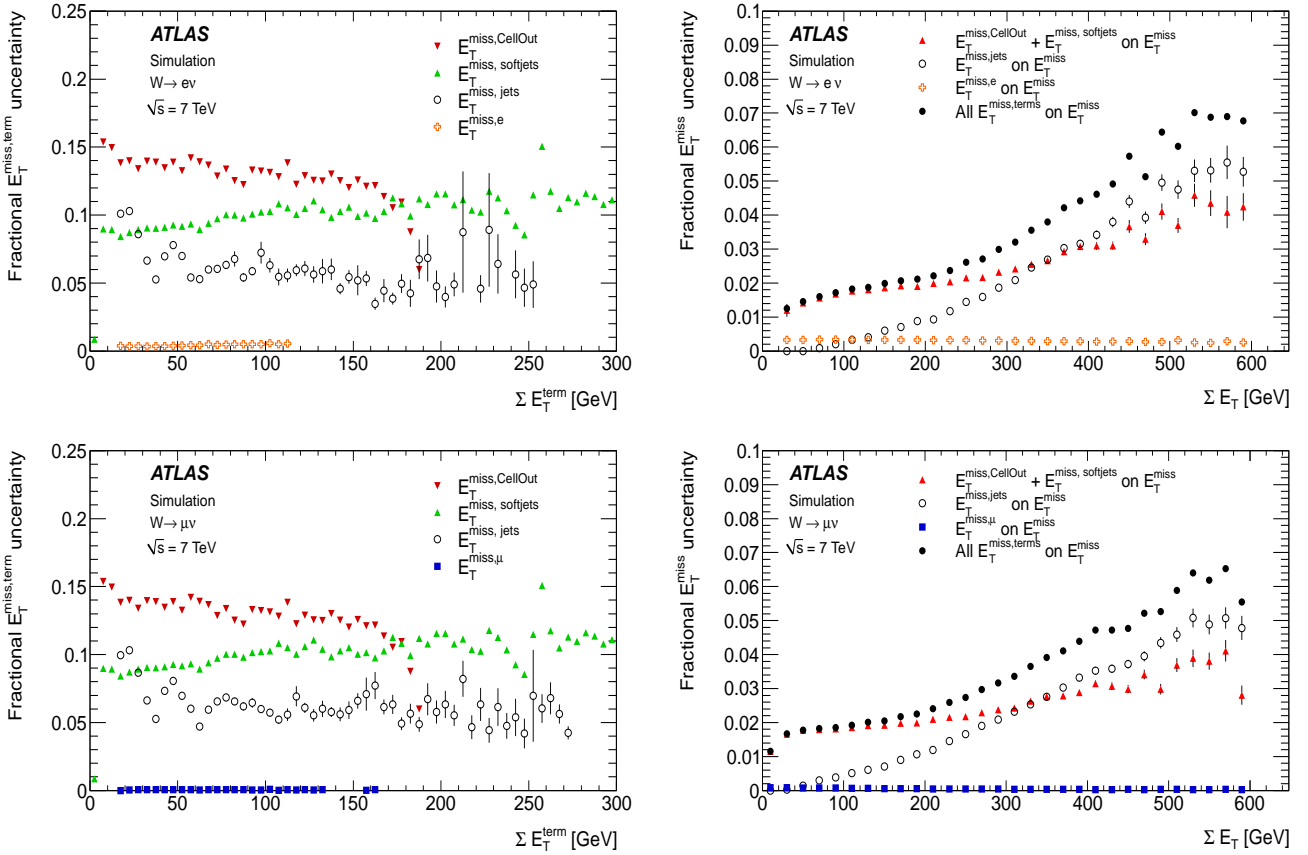 Fractional E_T^miss,term uncertainty
0.25
0.2
0.15
0.1
0.05
0
ATLAS
Simulation
W→ eν
√s = 7 TeV
E_T^miss,CellOut
E_T^miss, softjets
E_T^miss, jets
E_T^miss,e
0 50 100 150 200 250 300
Σ E_T^term [GeV]
Fractional E_T^miss uncertainty
0.1
0.09
0.08
0.07
0.06
0.05
0.04
0.03
0.02
0.01
0
ATLAS
Simulation
W→ e ν
√s = 7 TeV
E_T^miss,CellOut + E_T^miss, softjets on E_T^miss
E_T^miss,jets on E_T^miss
E_T^miss,e on E_T^miss
All E_T^miss,terms on E_T^miss
0 100 200 300 400 500 600
Σ E_T [GeV]
Fractional E_T^miss,term uncertainty
0.25
0.2
0.15
0.1
0.05
0
ATLAS
Simulation
W→ μν
√s = 7 TeV
E_T^miss,CellOut
E_T^miss, softjets
E_T^miss, jets
E_T^miss,μ
0 50 100 150 200 250 300
Σ E_T^term [GeV]
Fractional E_T^miss uncertainty
0.1
0.09
0.08
0.07
0.06
0.05
0.04
0.03
0.02
0.01
0
ATLAS
Simulation
W→ μν
√s = 7 TeV
E_T^miss,CellOut + E_T^miss, softjets on E_T^miss
E_T^miss,jets on E_T^miss
E_T^miss,μ on E_T^miss
All E_T^miss,terms on E_T^miss
0 100 200 300 400 500 600
Σ E_T [GeV]